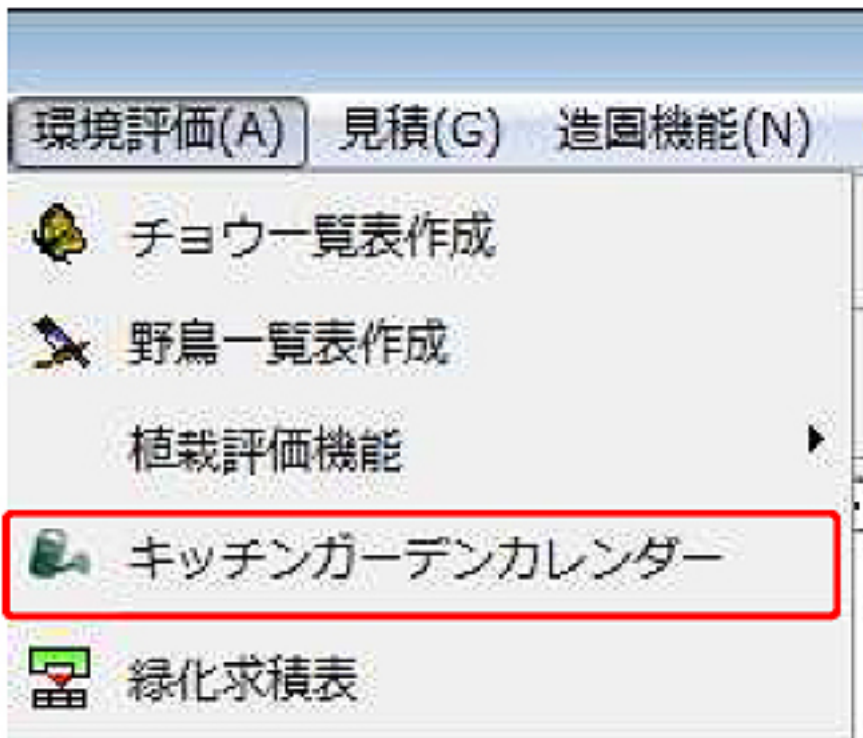 環境評価(A) 見積(G) 造園機能(N)
チョウ一覧表作成
野鳥一覧表作成
植栽評価機能
キッチンガーデンカレンダー
緑化求積表